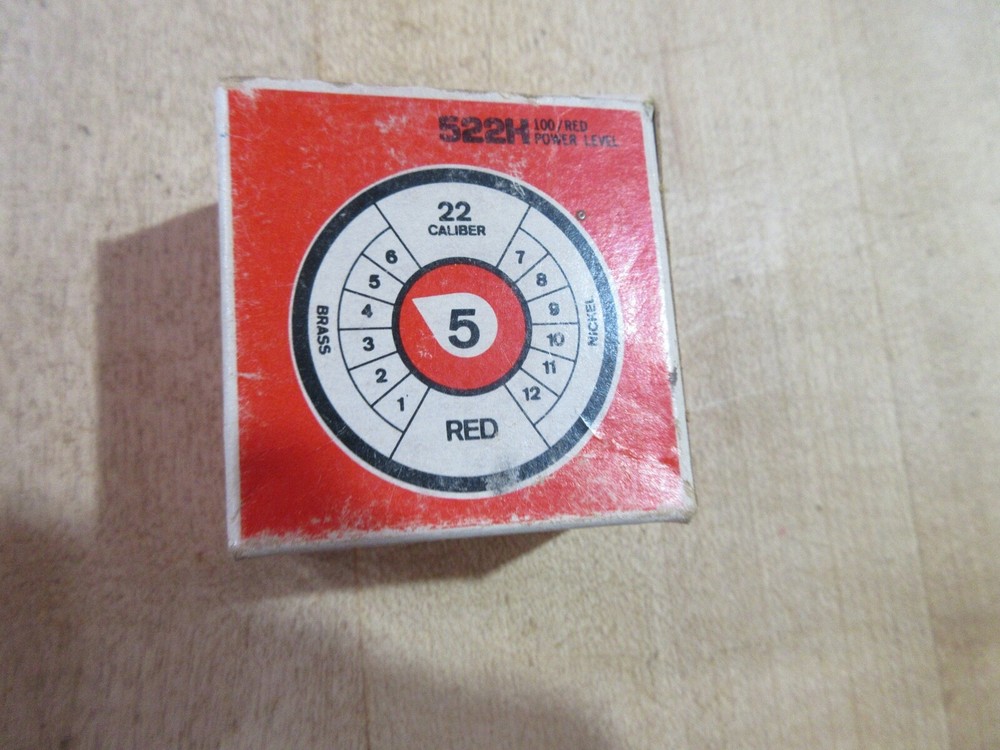 522H 100/RED
POWER LEVEL
22
CALIBER
6 7
5 8
4 9
3 10
2 11
1 12
BRASS
5
NICKEL
RED